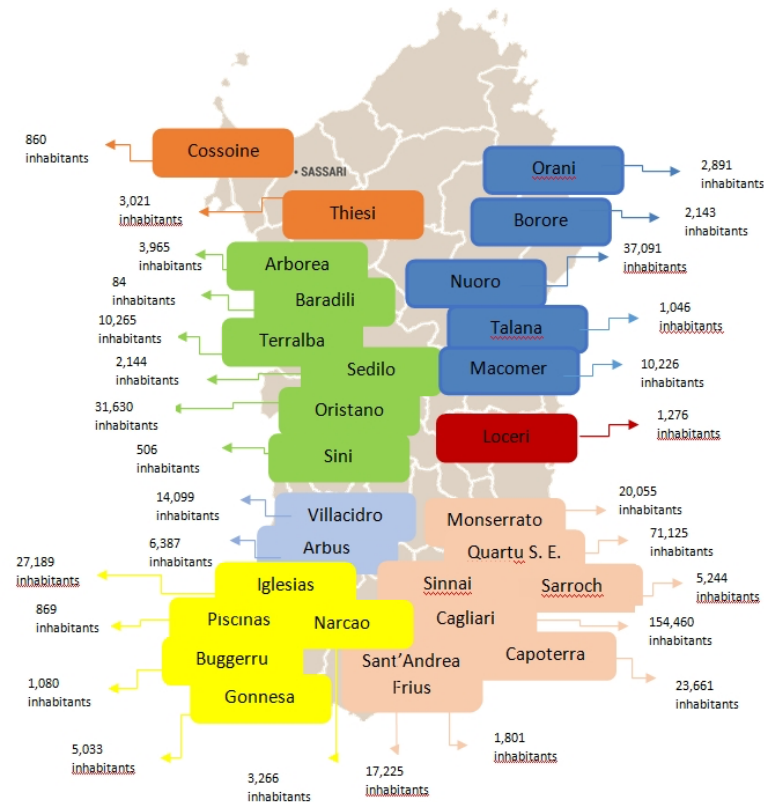 860
inhabitants
Cossoine
• SASSARI
Orani
2,891
inhabitants
3,021
inhabitants
Thiesi
Borore
2,143
inhabitants
3,965
inhabitants
Arborea
37,091
inhabitants
Nuoro
84
inhabitants
Baradili
10,265
inhabitants
Terralba
Talana
1,046
inhabitants
2,144
inhabitants
Sedilo
Macomer
10,226
inhabitants
31,630
inhabitants
Oristano
Loceri
1,276
inhabitants
506
inhabitants
Sini
14,099
inhabitants
Villacidro
Monserrato
20,055
inhabitants
6,387
inhabitants
Arbus
Quartu S. E.
71,125
inhabitants
27,189
inhabitants
Iglesias
Sinnai
Sarroch
5,244
inhabitants
869
inhabitants
Piscinas
Narcao
Cagliari
154,460
inhabitants
Buggerru
Sant'Andrea
Frius
Capoterra
1,080
inhabitants
Gonnesa
23,661
inhabitants
5,033
inhabitants
3,266
inhabitants
17,225
inhabitants
1,801
inhabitants